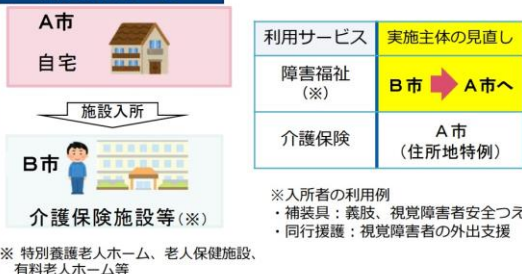 A市
自宅
施設入所
B市
介護保険施設等(※)
※ 特別養護老人ホーム、老人保健施設、
有料老人ホーム等
利用サービス 実施主体の見直し
障害福祉
(※)
B市 A市へ
介護保険
A市
(住所地特例)
※入所者の利用例
・補装具：義肢、視覚障害者安全つえ
・同行援護：視覚障害者の外出支援